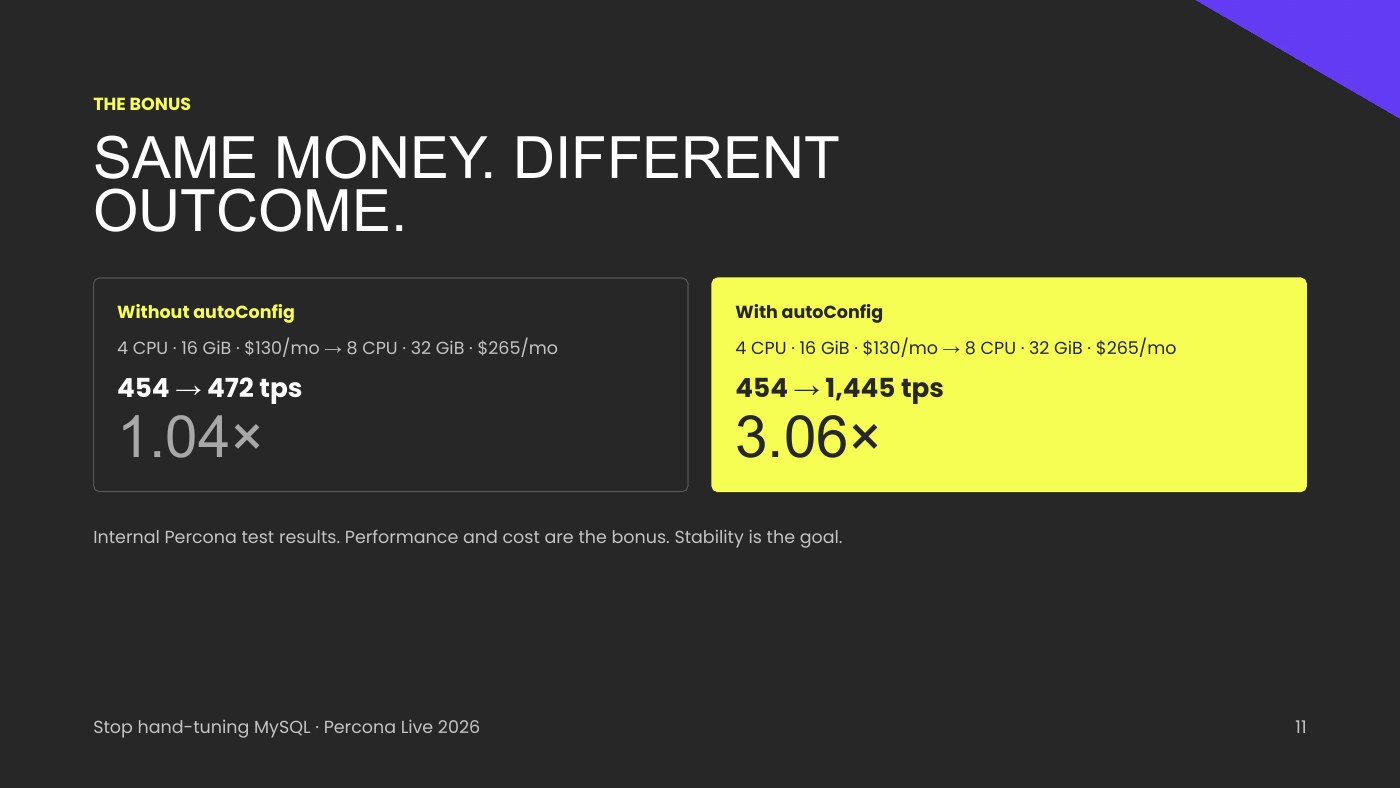 THE BONUS
SAME MONEY. DIFFERENT
OUTCOME.
Without autoConfig
4 CPU · 16 GiB · $130/mo → 8 CPU · 32 GiB · $265/mo
454 → 472 tps
1.04×
With autoConfig
4 CPU · 16 GiB · $130/mo → 8 CPU · 32 GiB · $265/mo
454 → 1,445 tps
3.06×
Internal Percona test results. Performance and cost are the bonus. Stability is the goal.
Stop hand-tuning MySQL · Percona Live 2026
11